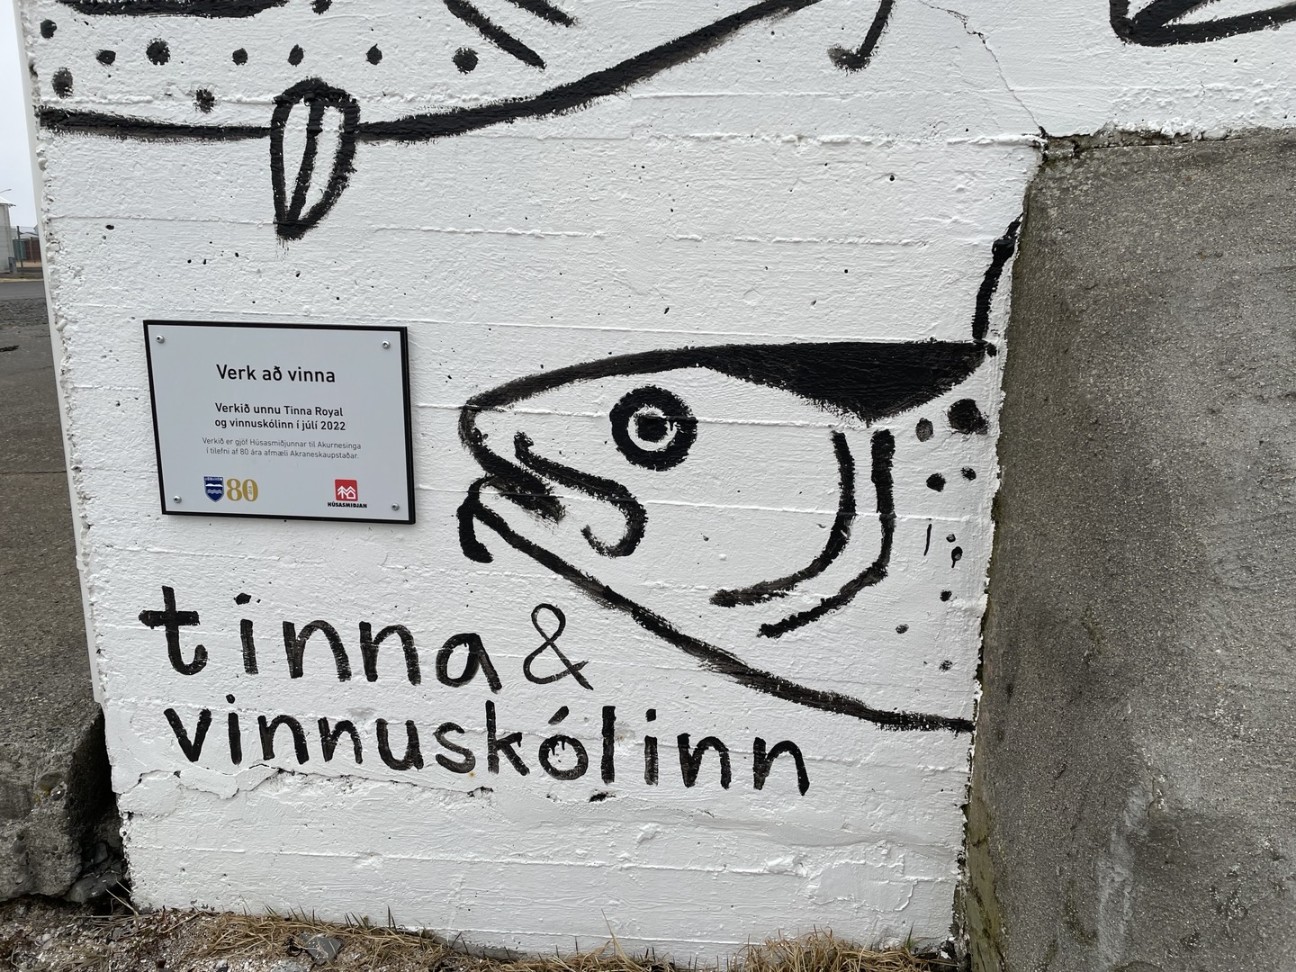 Verk að vinna
Verkið unnu Tinna Royal
og vinnuskólinn í júlí 2022
Verkið er gjöf Húsasmiðjunnar til Akurnesinga
í tilefni af 80 ára afmæli Akraneskaupstaðar.
80
HÚSASMIÐJAN
tinna &
vinnuskólinn